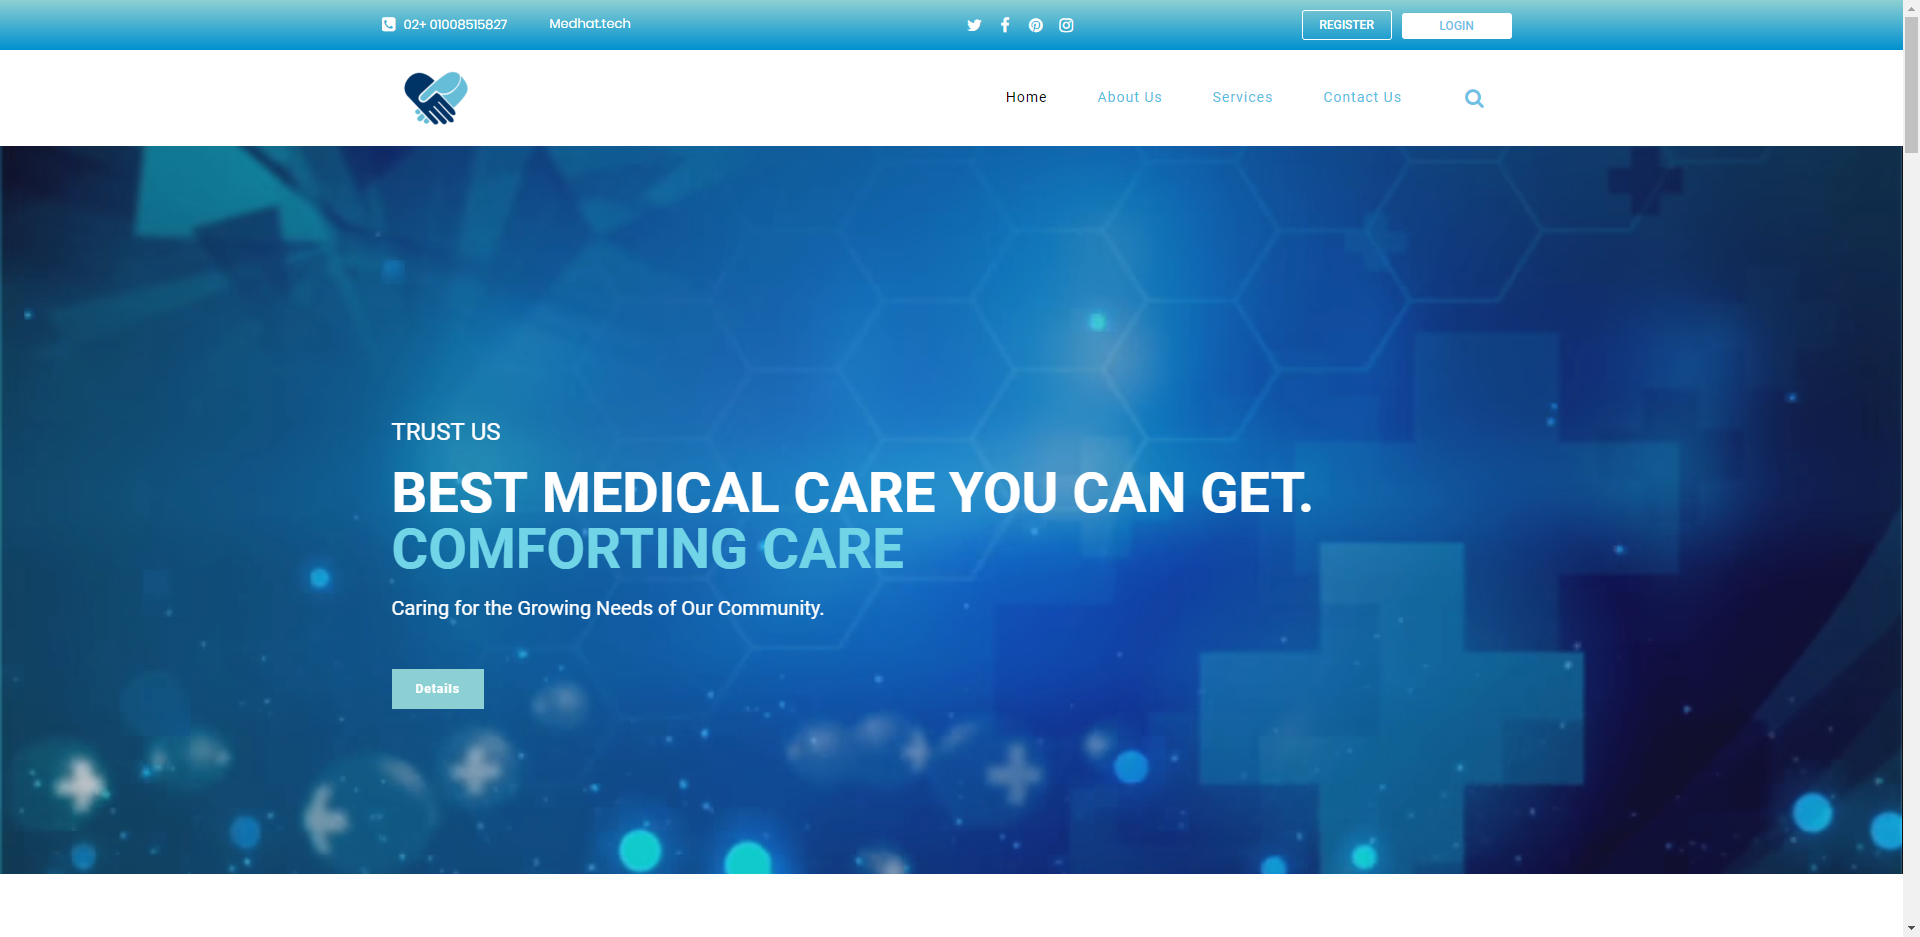 02+ 01008515827
Medhat.tech
REGISTER
LOGIN
Home
About Us
Services
Contact Us
TRUST US
BEST MEDICAL CARE YOU CAN GET.
COMFORTING CARE
Caring for the Growing Needs of Our Community.
Details